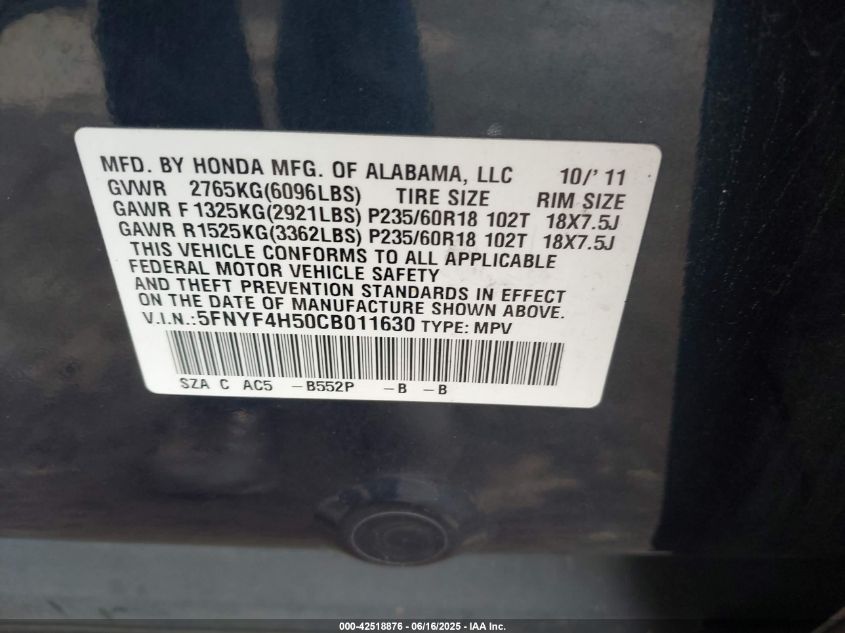 MFD. BY HONDA MFG. OF ALABAMA, LLC 10/'11
GVWR 2765KG(6096LBS) TIRE SIZE RIM SIZE
GAWR F1325KG(2921LBS) P235/60R18 102T 18X7.5J
GAWR R1525KG(3362LBS) P235/60R18 102T 18X7.5J
THIS VEHICLE CONFORMS TO ALL APPLICABLE
FEDERAL MOTOR VEHICLE SAFETY
AND THEFT PREVENTION STANDARDS IN EFFECT
ON THE DATE OF MANUFACTURE SHOWN ABOVE.
V.I.N.:5FNYF4H50CB011630 TYPE: MPV
SZA C AC5 -B552P -B -B
000-42518876 - 06/16/2025 - IAA Inc.